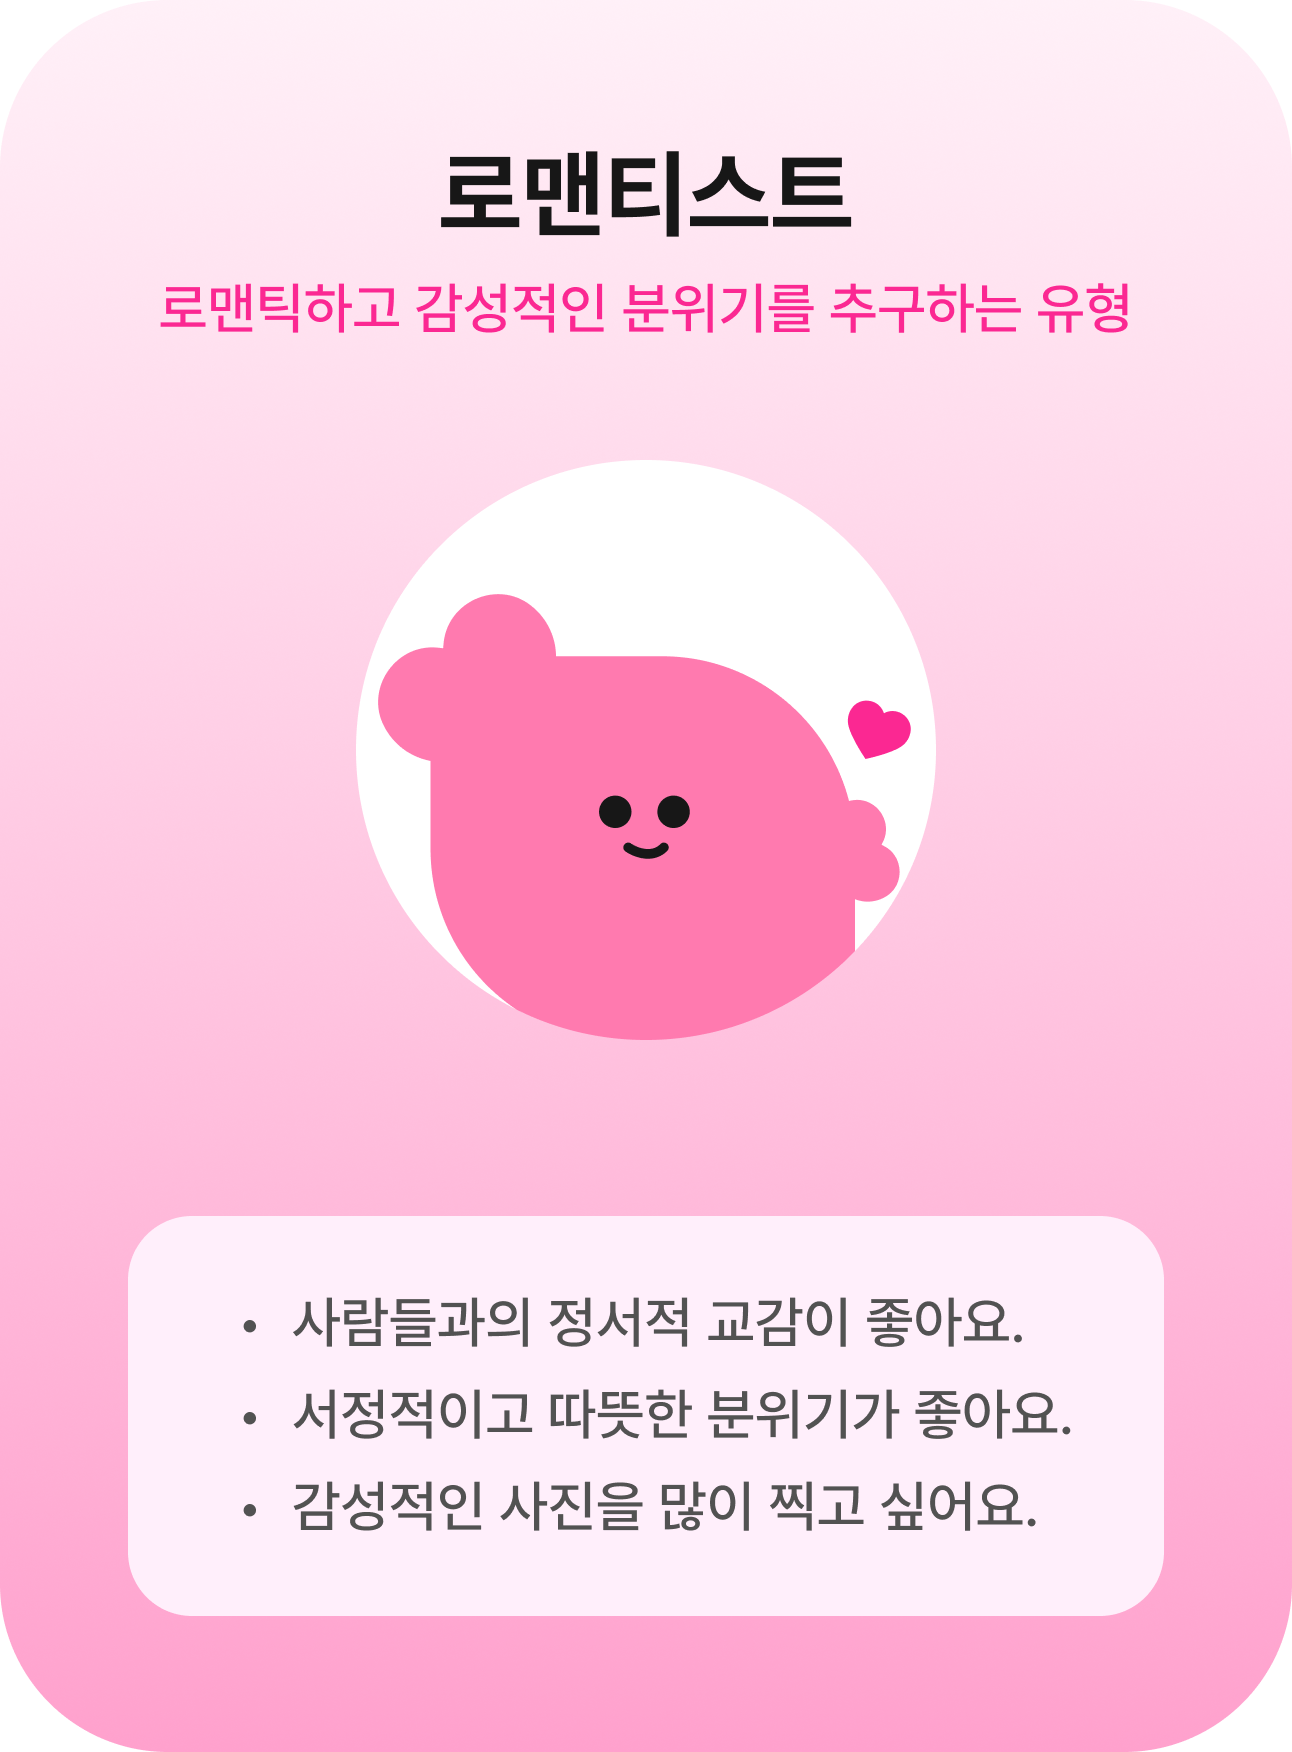 로맨티스트
로맨틱하고 감성적인 분위기를 추구하는 유형
• 사람들과의 정서적 교감이 좋아요.
• 서정적이고 따뜻한 분위기가 좋아요.
• 감성적인 사진을 많이 찍고 싶어요.